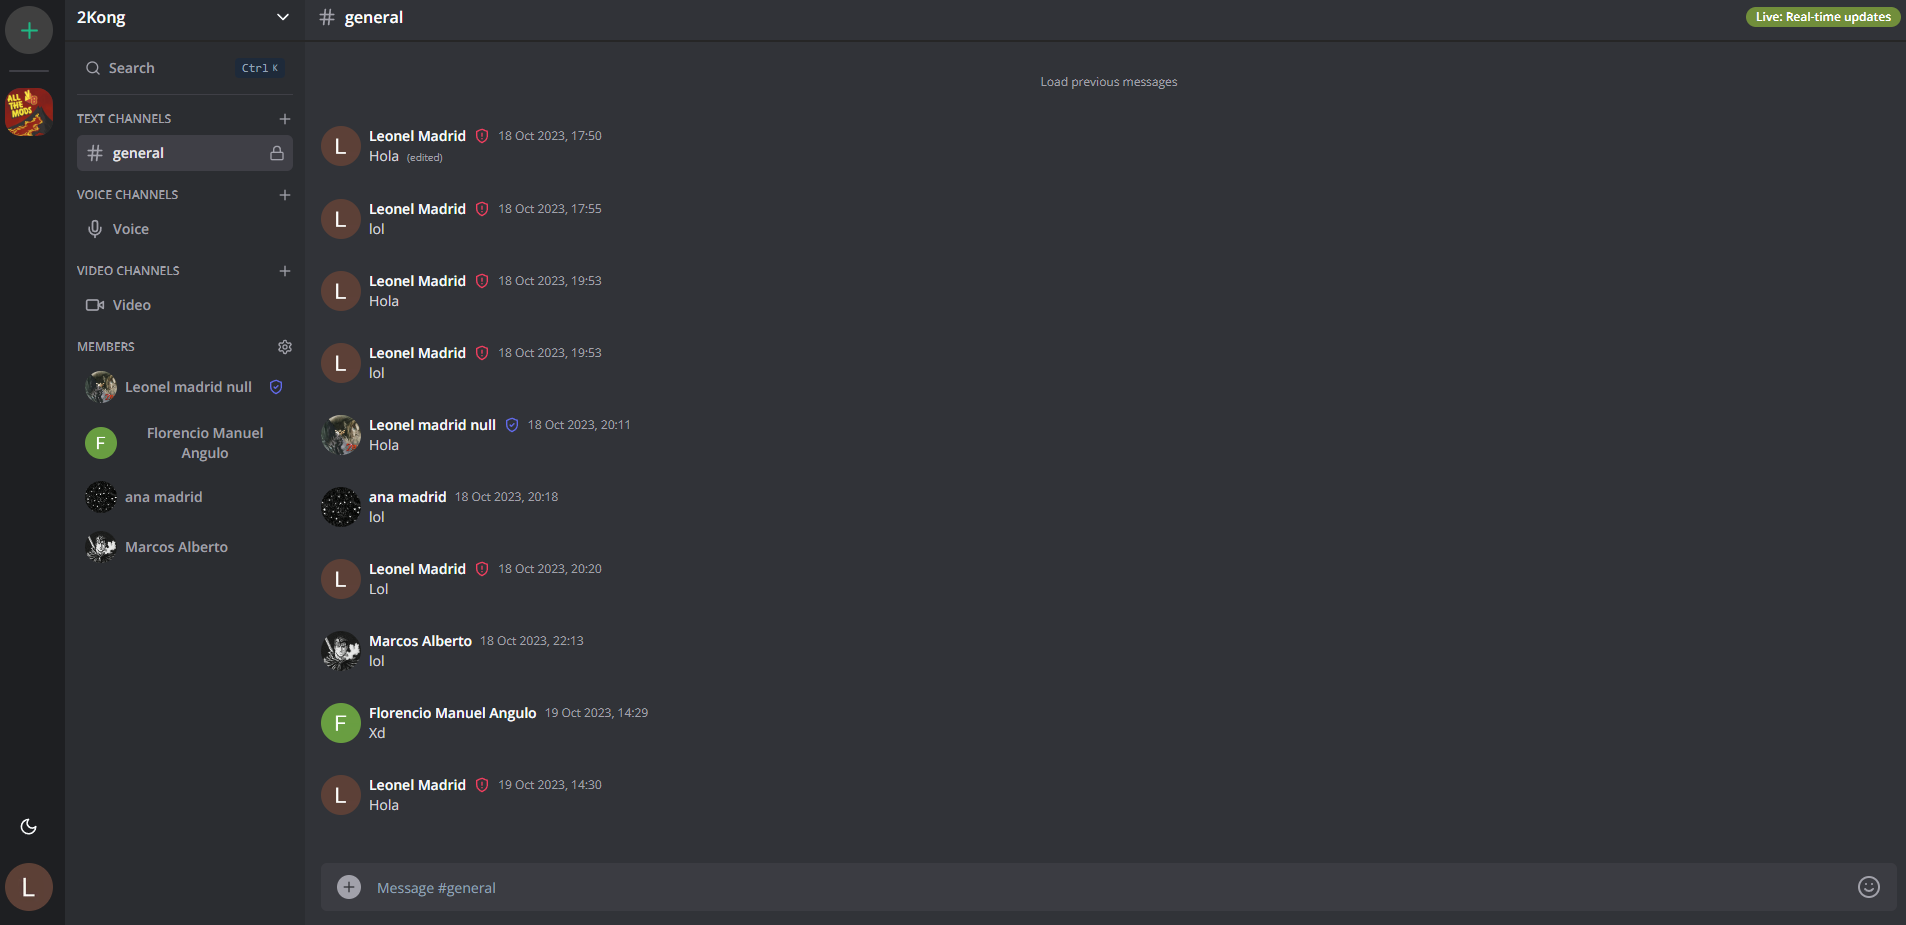 2Kong
# general
Live: Real-time updates
ALL
THE
MODS
Search
Ctrl K
TEXT CHANNELS
# general
VOICE CHANNELS
Voice
VIDEO CHANNELS
Video
MEMBERS
Leonel madrid null
F
Florencio Manuel
Angulo
ana madrid
Marcos Alberto
L
Load previous messages
L
Leonel Madrid 18 Oct 2023, 17:50
Hola (edited)
L
Leonel Madrid 18 Oct 2023, 17:55
lol
L
Leonel Madrid 18 Oct 2023, 19:53
Hola
L
Leonel Madrid 18 Oct 2023, 19:53
lol
Leonel madrid null 18 Oct 2023, 20:11
Hola
ana madrid 18 Oct 2023, 20:18
lol
L
Leonel Madrid 18 Oct 2023, 20:20
Lol
Marcos Alberto 18 Oct 2023, 22:13
lol
F
Florencio Manuel Angulo 19 Oct 2023, 14:29
Xd
L
Leonel Madrid 19 Oct 2023, 14:30
Hola
Message #general